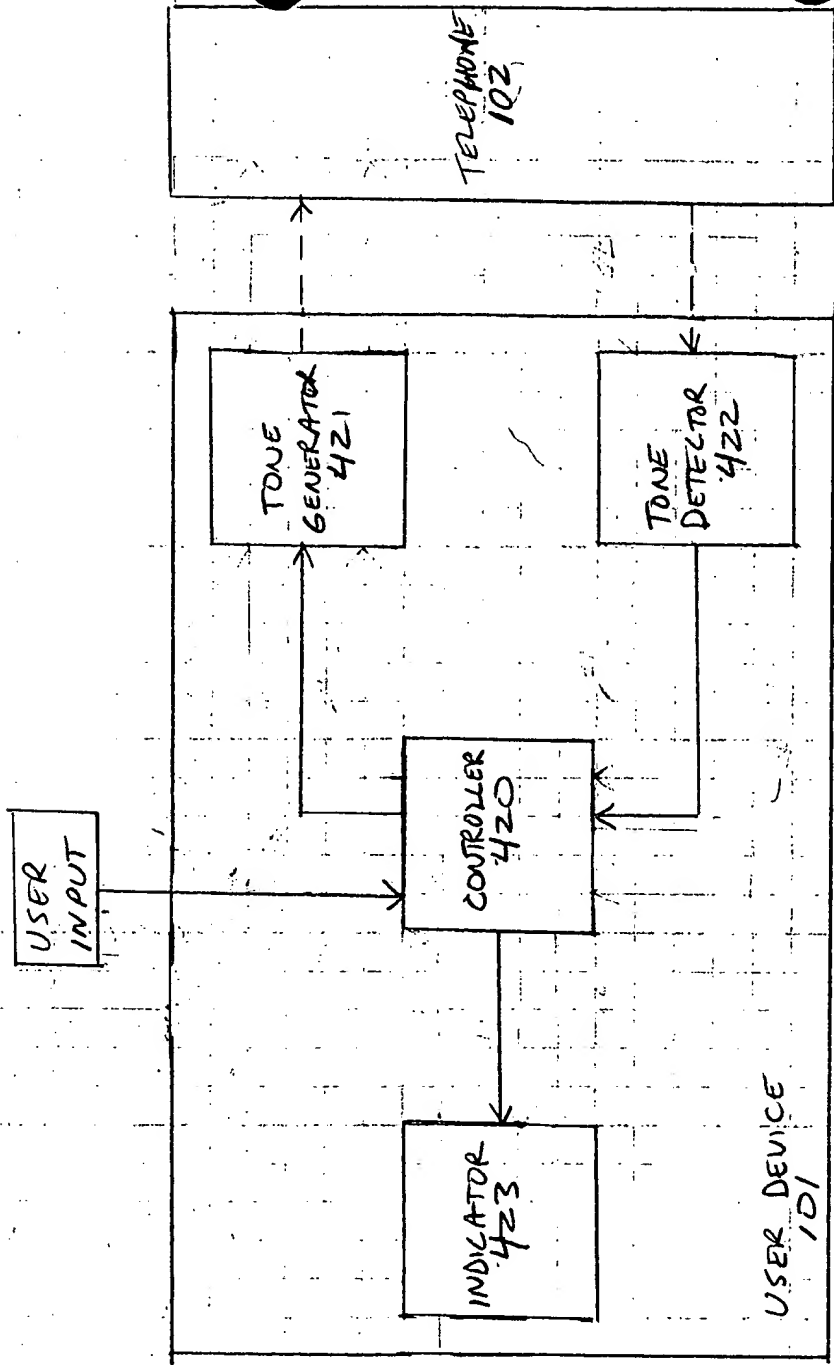 USER
INPUT
TELEPHONE
102
TONE
GENERATOR
421
TONE
DETECTOR
422
CONTROLLER
420
INDICATOR
423
USER DEVICE
101